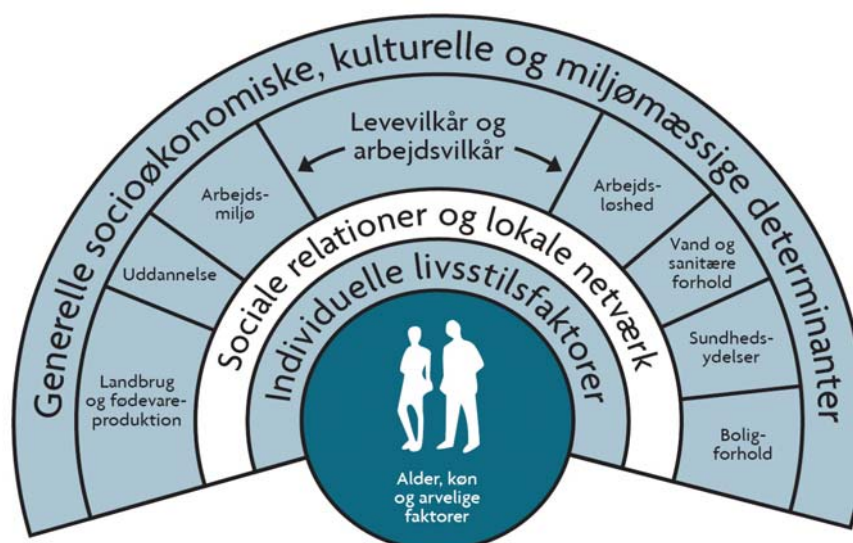 Generelle socioøkonomiske, kulturelle og miljømæssige determinanter
Levevilkår og
arbejdsvilkår
Arbejds-
miljø
Uddannelse
Landbrug
og fødevare-
produktion
Arbejds-
løshed
Vand og
sanitære
forhold
Sundheds-
ydelser
Bolig-
forhold
Sociale relationer og lokale netværk
Individuelle livsstilsfaktorer
Alder, køn
og arvelige
faktorer